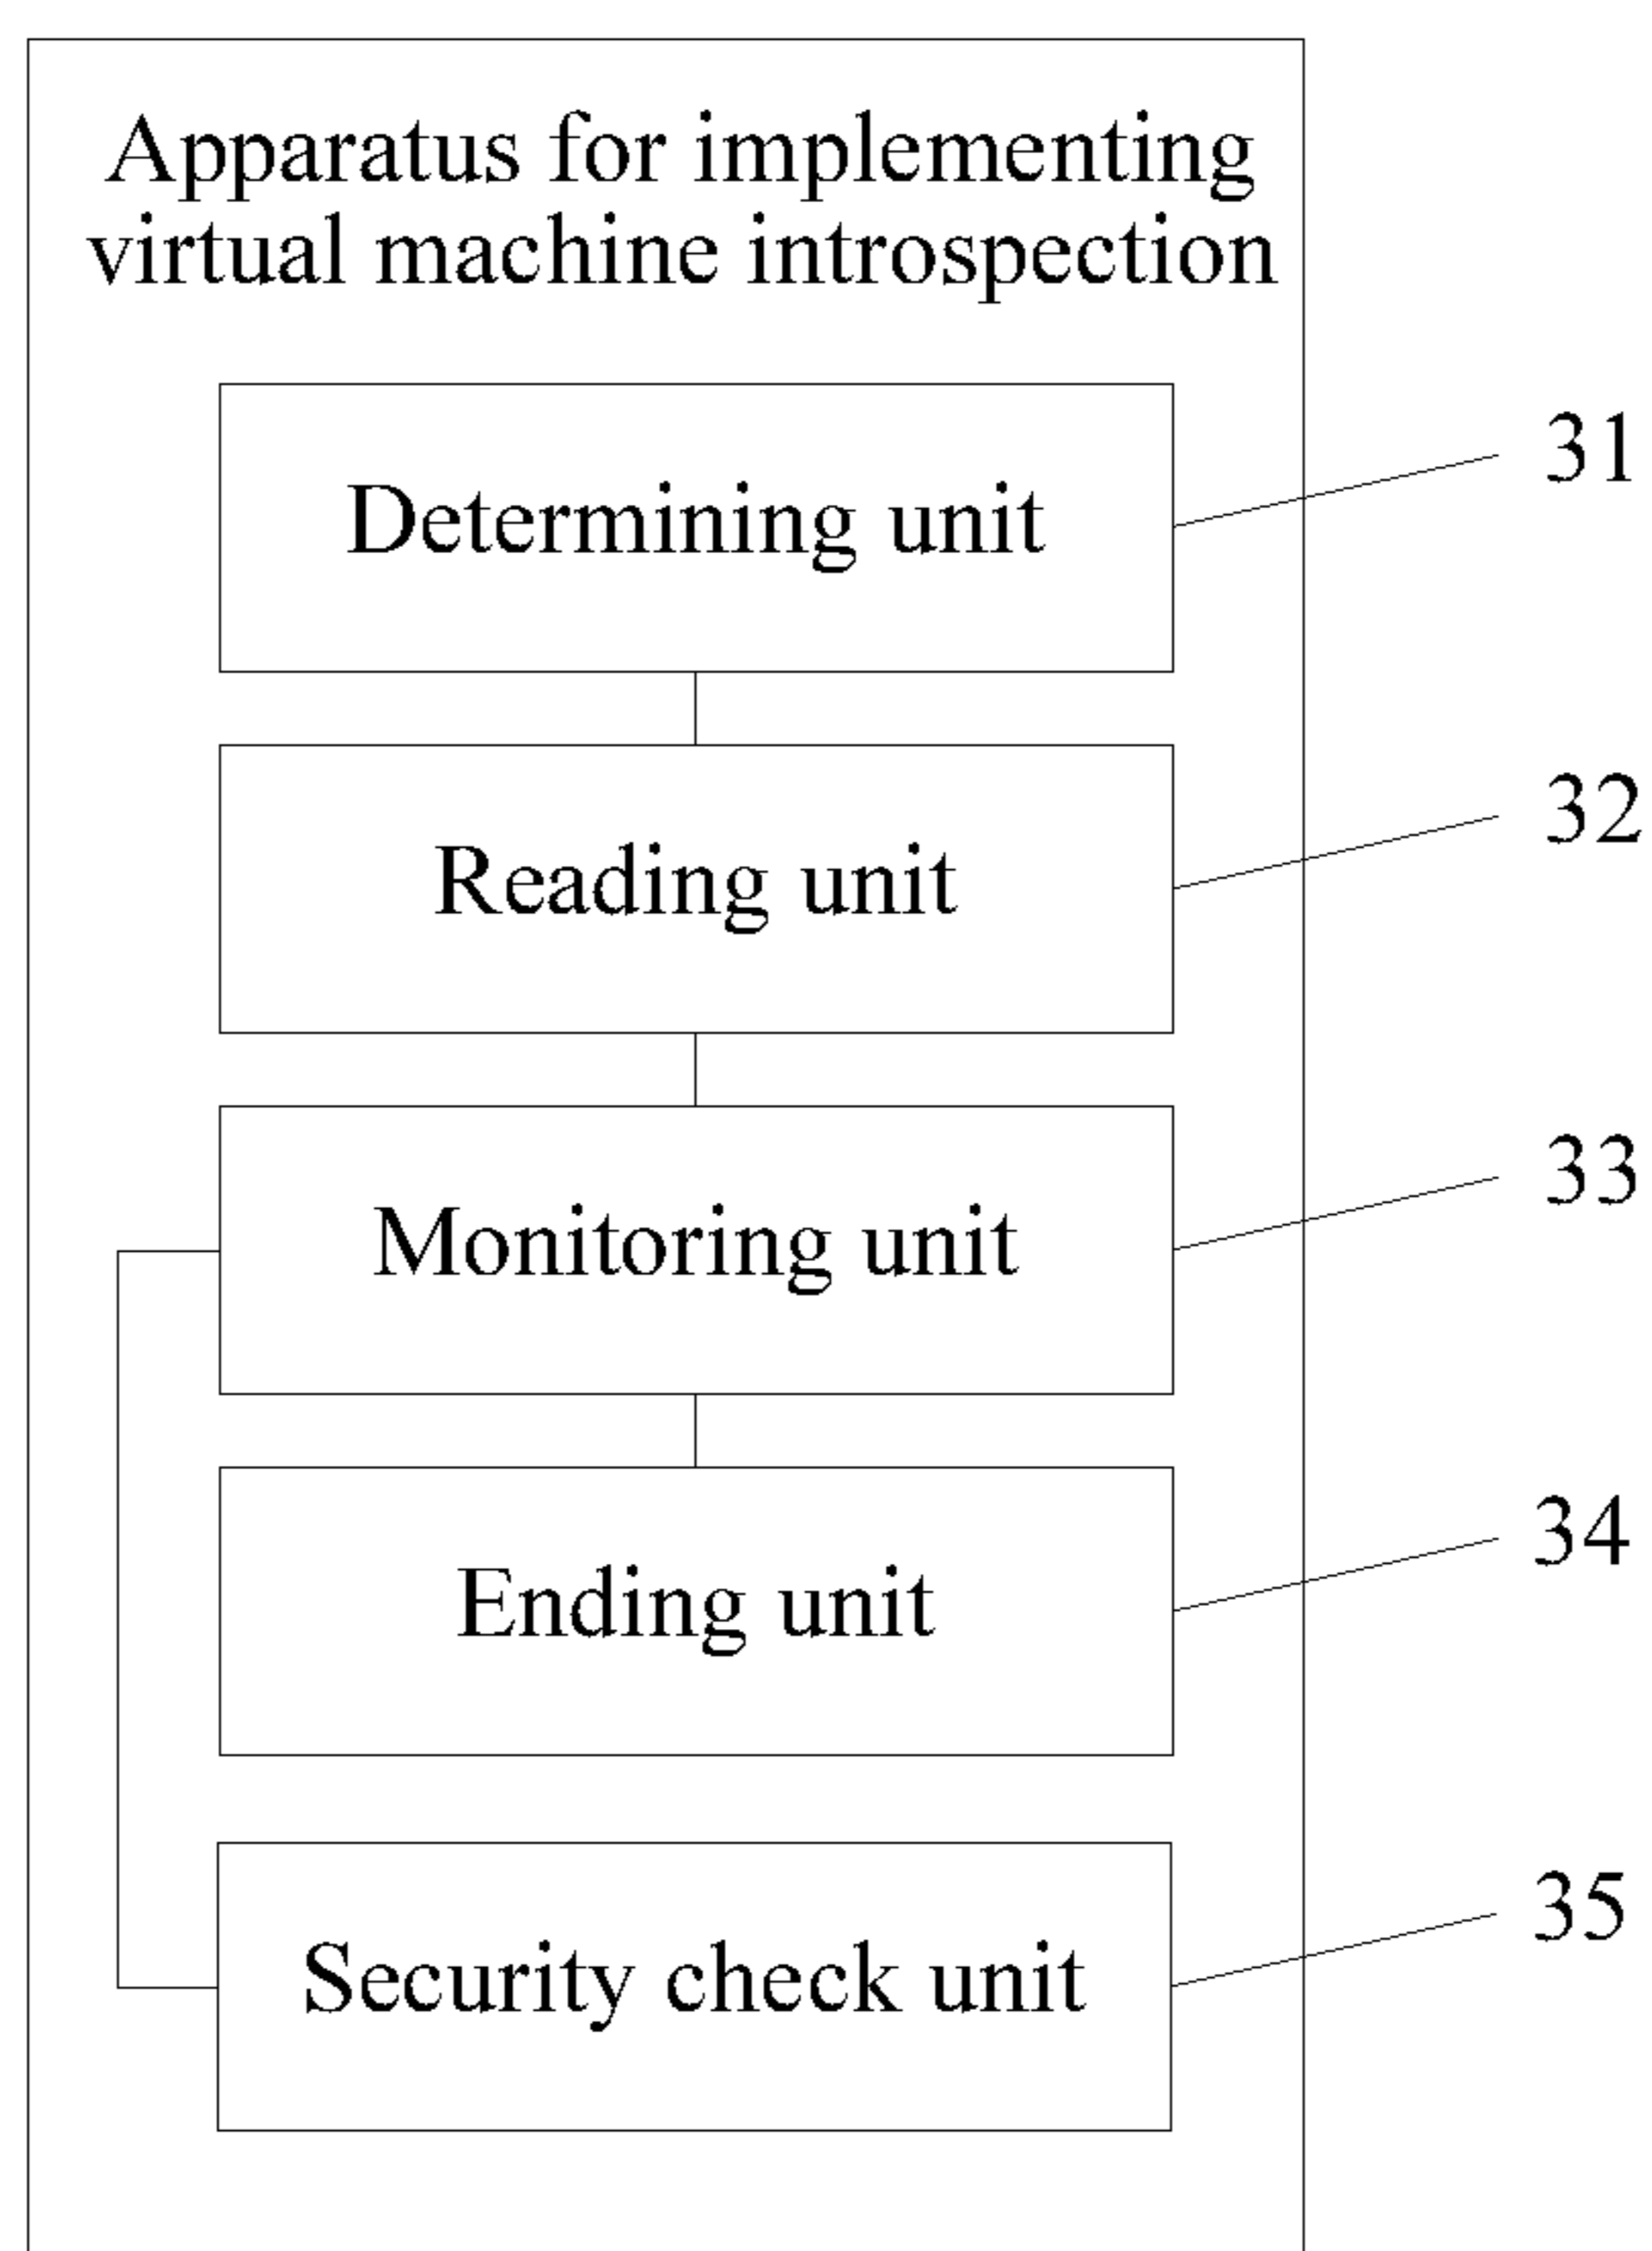 Apparatus for implementing
virtual machine introspection
Determining unit
31
Reading unit
32
Monitoring unit
33
Ending unit
34
Security check unit
35